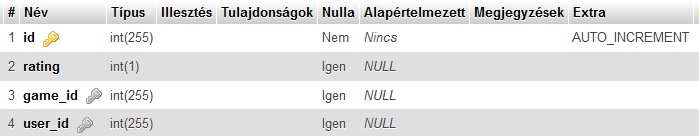 # Név Típus Illesztés Tulajdonságok Nulla Alapértelmezett Megjegyzések Extra
1 id int(255) Nem Nincs AUTO_INCREMENT
2 rating int(1) Igen NULL
3 game_id int(255) Igen NULL
4 user_id int(255) Igen NULL